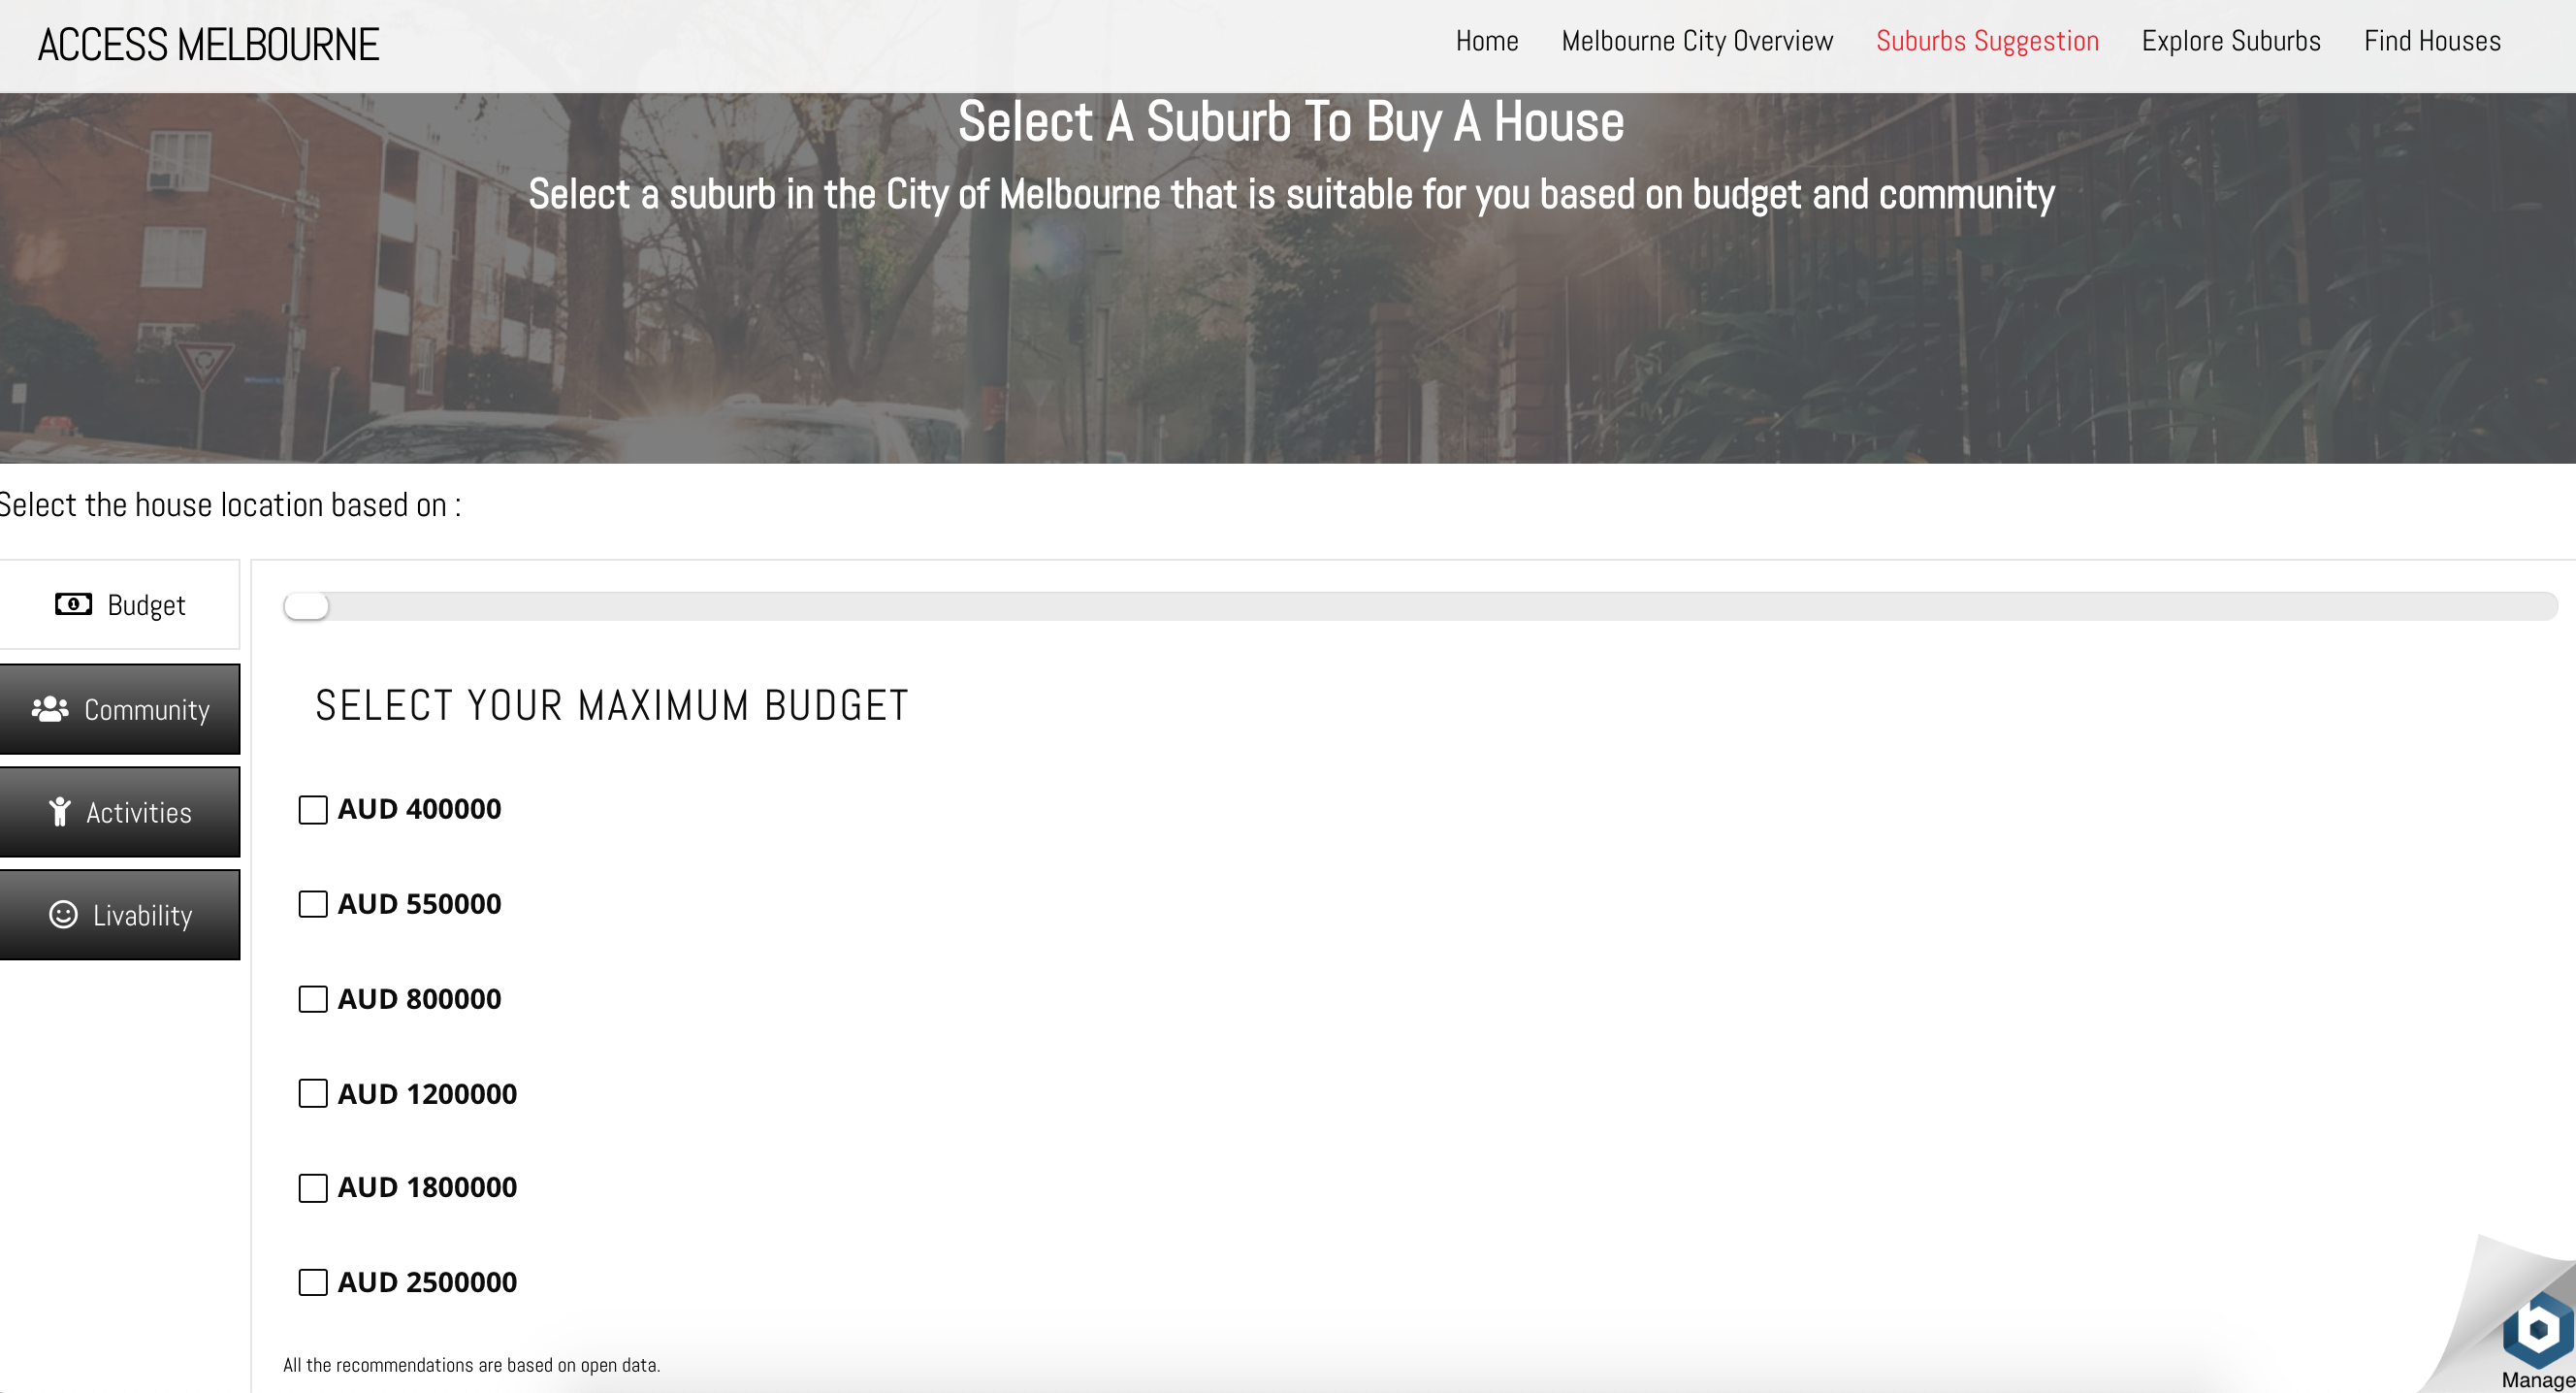 ACCESS MELBOURNE
Home Melbourne City Overview Suburbs Suggestion Explore Suburbs Find Houses
Select A Suburb To Buy A House
Select a suburb in the City of Melbourne that is suitable for you based on budget and community
Select the house location based on :
Budget
Community
Activities
Livability
SELECT YOUR MAXIMUM BUDGET
AUD 400000
AUD 550000
AUD 800000
AUD 1200000
AUD 1800000
AUD 2500000
All the recommendations are based on open data.
Manage